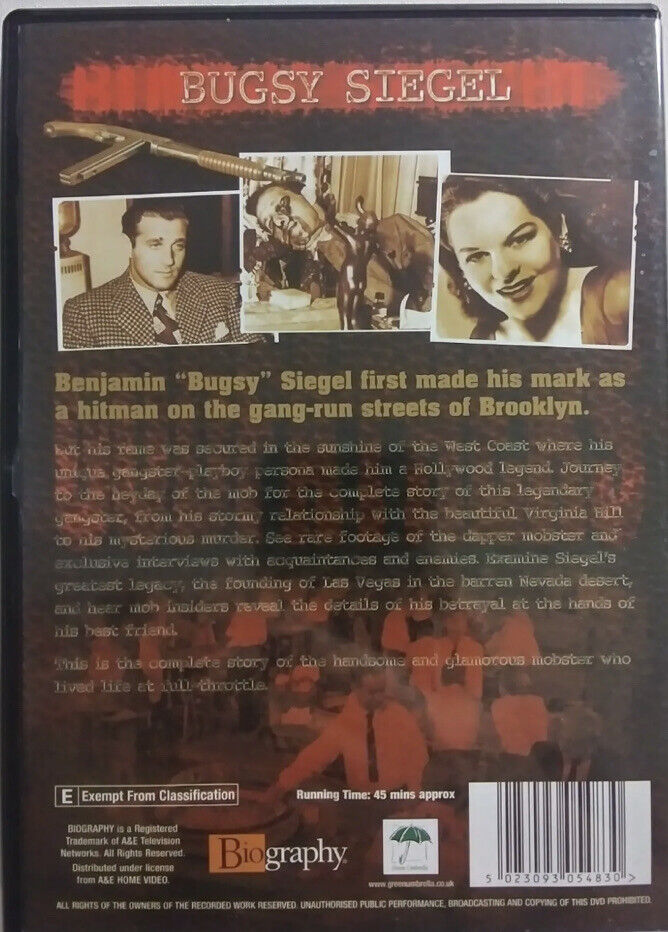 BUGSY SIEGEL
Benjamin “Bugsy” Siegel first made his mark as
a hitman on the gang-run streets of Brooklyn.
but his fame was secured in the sunshine of the West Coast where his
unique gangster-playboy persona made him a Hollywood legend. Journey
to the heyday of the mob for the complete story of this legendary
gangster, from his stormy relationship with the beautiful Virginia Hill
to his mysterious murder. See rare footage of the dapper mobster and
exclusive interviews with acquaintances and enemies. Examine Siegel's
greatest legacy, the founding of Las Vegas in the barren Nevada desert,
and hear mob insiders reveal the details of his betrayal at the hands of
his best friend.
This is the complete story of the handsome and glamorous mobster who
lived life at full-throttle.
E Exempt From Classification
Running Time: 45 mins approx
BIOGRAPHY is a Registered
Trademark of A&E Television
Networks. All Rights Reserved.
Distributed under license
from A&E HOME VIDEO.
Biography®
Green Umbrella
www.greenumbrella.co.uk
5 023093 054830 >
ALL RIGHTS OF THE OWNERS OF THE RECORDED WORK RESERVED. UNAUTHORISED PUBLIC PERFORMANCE, BROADCASTING AND COPYING OF THIS DVD PROHIBITED.